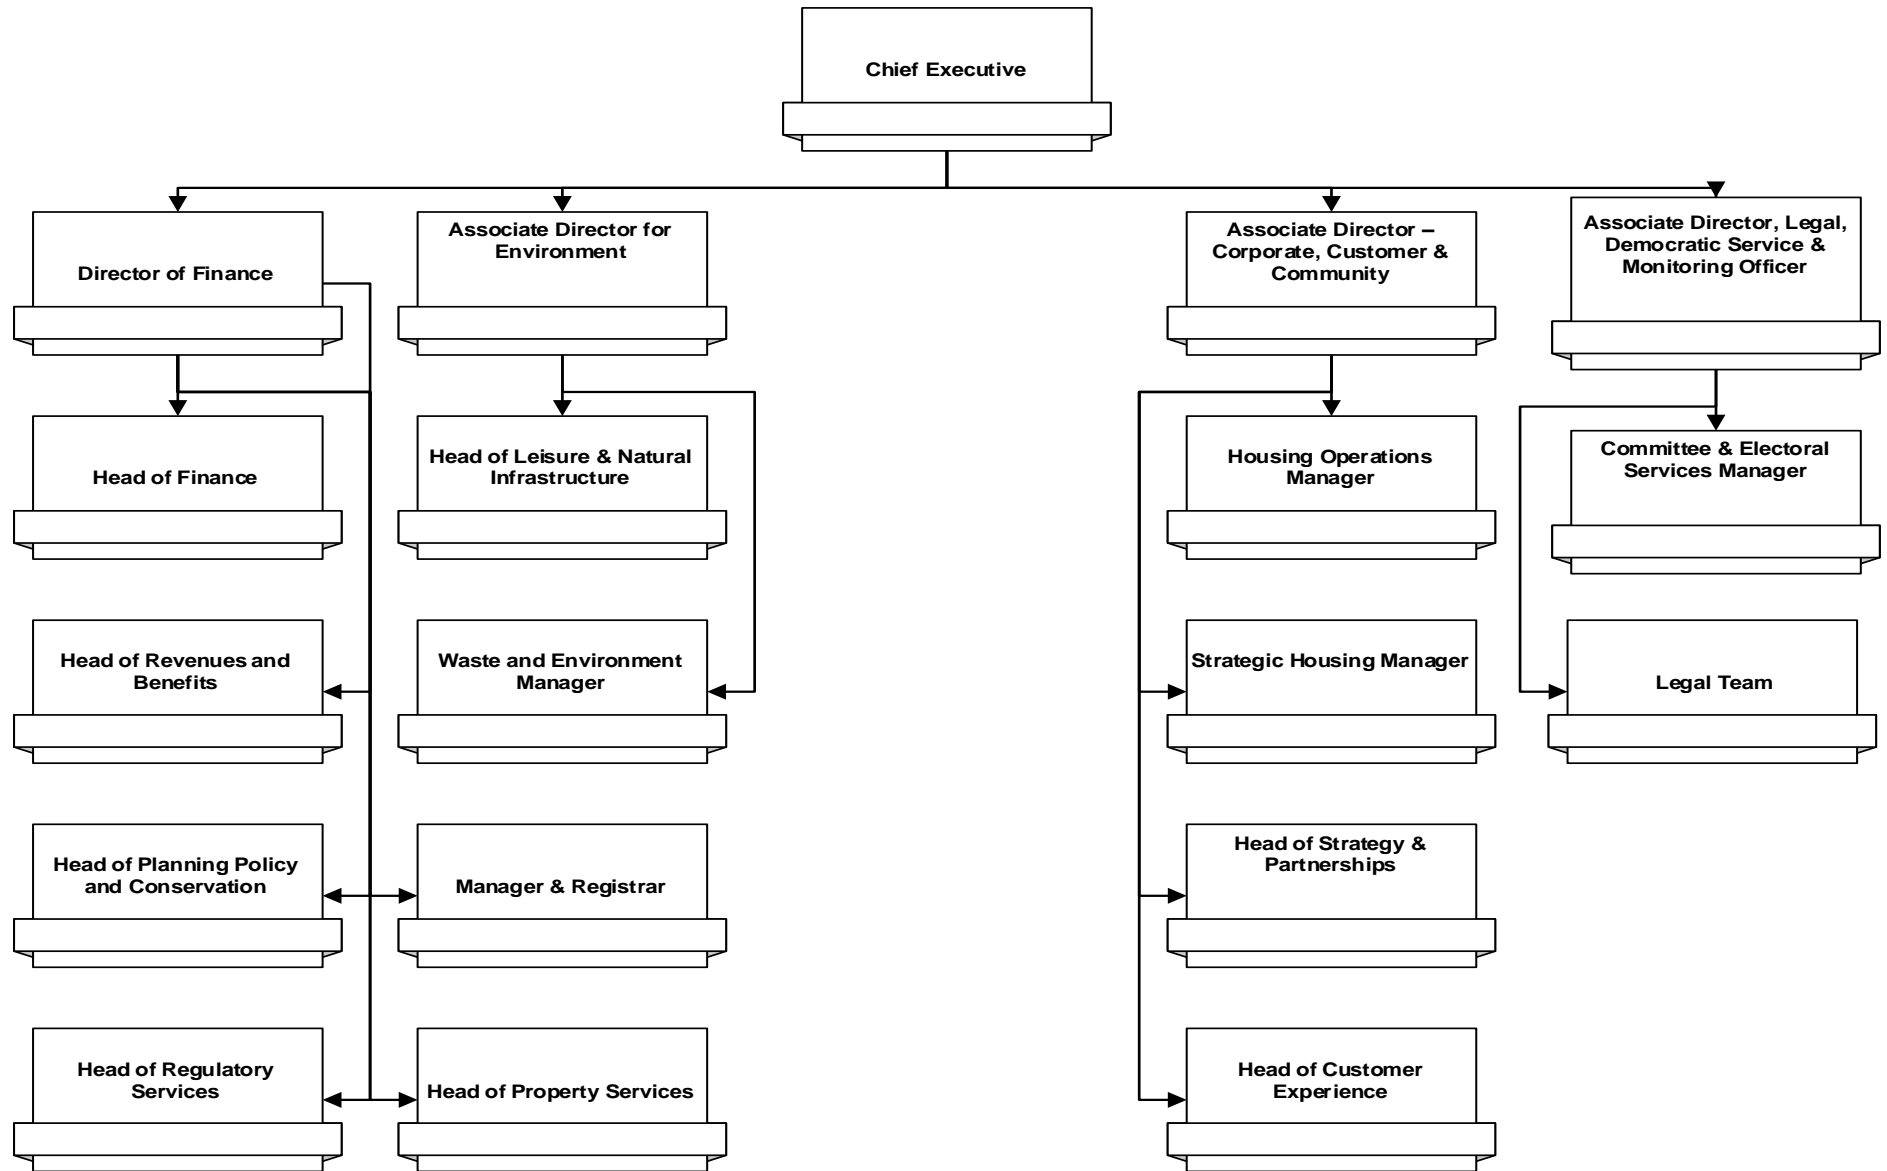 Chief Executive
Director of Finance
Associate Director for
Environment
Associate Director –
Corporate, Customer &
Community
Associate Director, Legal,
Democratic Service &
Monitoring Officer
Head of Finance
Head of Leisure & Natural
Infrastructure
Housing Operations
Manager
Committee & Electoral
Services Manager
Head of Revenues and
Benefits
Waste and Environment
Manager
Strategic Housing Manager
Legal Team
Head of Planning Policy
and Conservation
Manager & Registrar
Head of Strategy &
Partnerships
Head of Regulatory
Services
Head of Property Services
Head of Customer
Experience